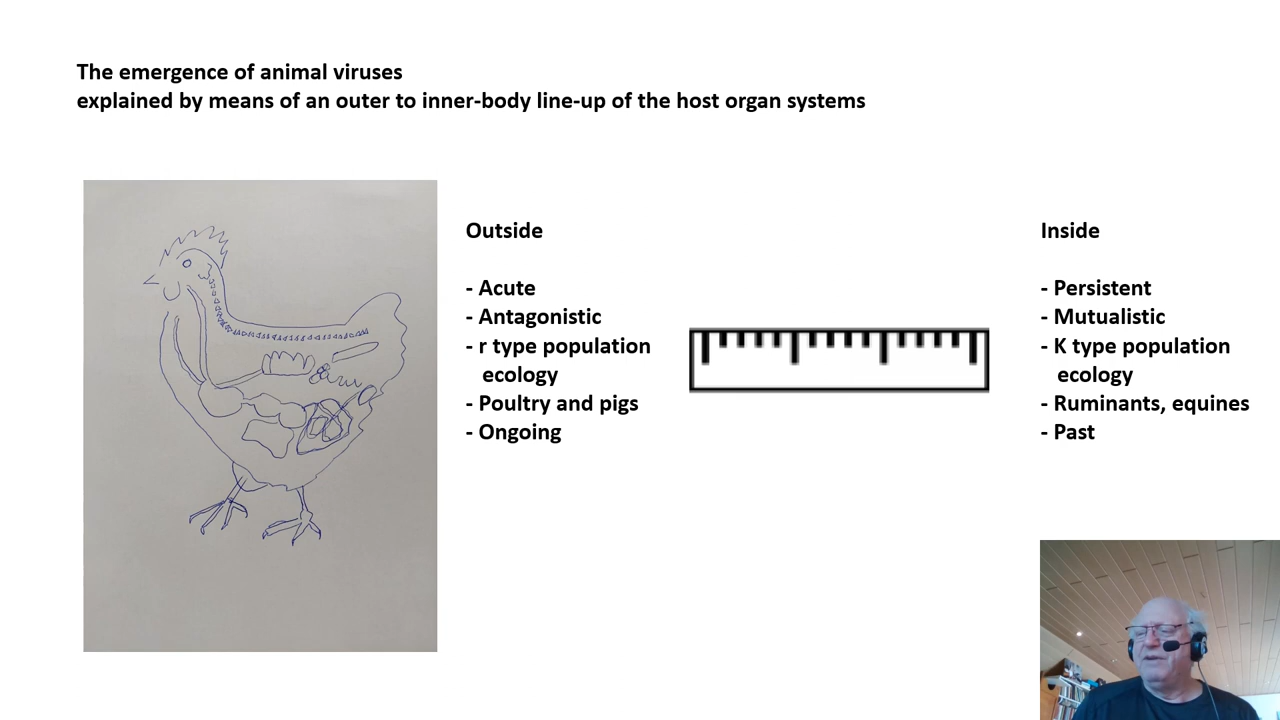 The emergence of animal viruses
explained by means of an outer to inner-body line-up of the host organ systems
Outside
- Acute
- Antagonistic
- r type population
ecology
- Poultry and pigs
- Ongoing
Inside
- Persistent
- Mutualistic
- K type population
ecology
- Ruminants, equines
- Past